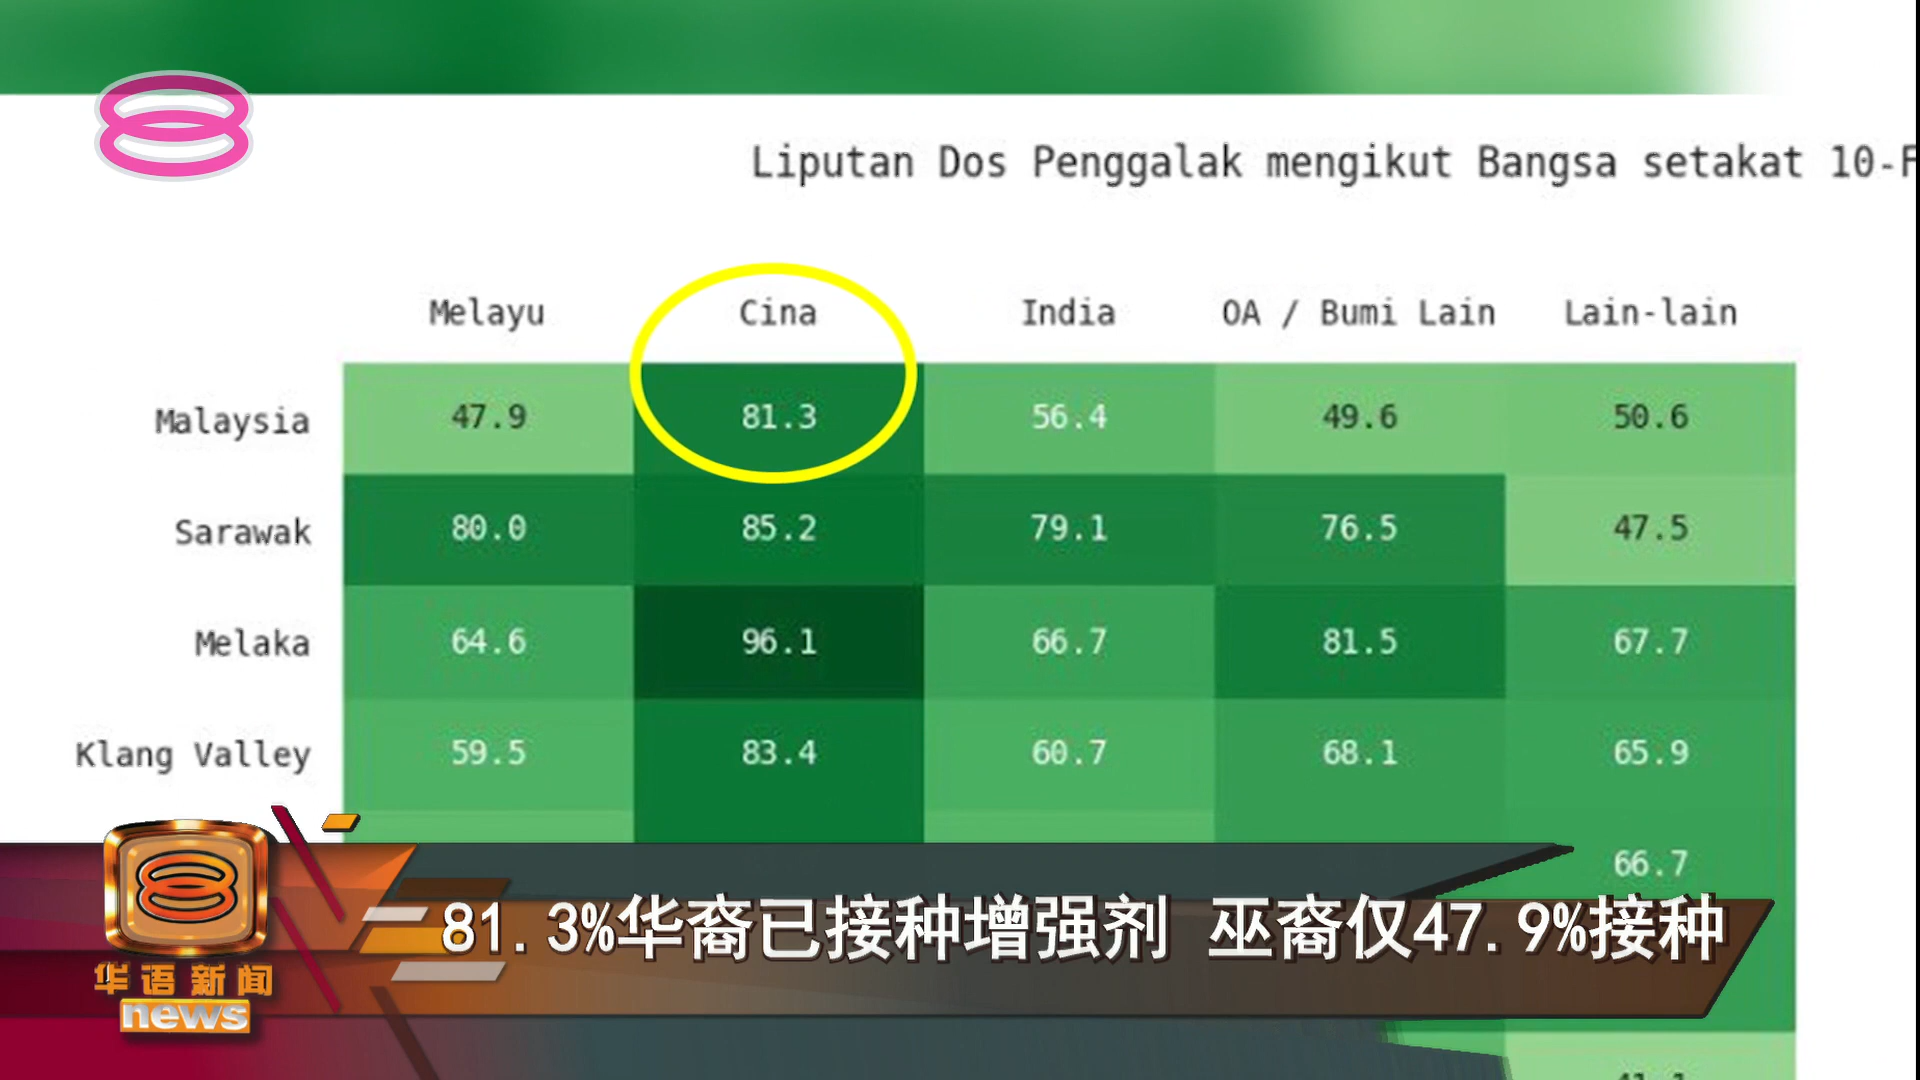 Liputan Dos Penggalak mengikut Bangsa setakat 10-F
Melayu Cina India OA / Bumi Lain Lain-lain
Malaysia 47.9 81.3 56.4 49.6 50.6
Sarawak 80.0 85.2 79.1 76.5 47.5
Melaka 64.6 96.1 66.7 81.5 67.7
Klang Valley 59.5 83.4 60.7 68.1 65.9
66.7
81.3%华裔已接种增强剂 巫裔仅47.9%接种
华语新闻
news